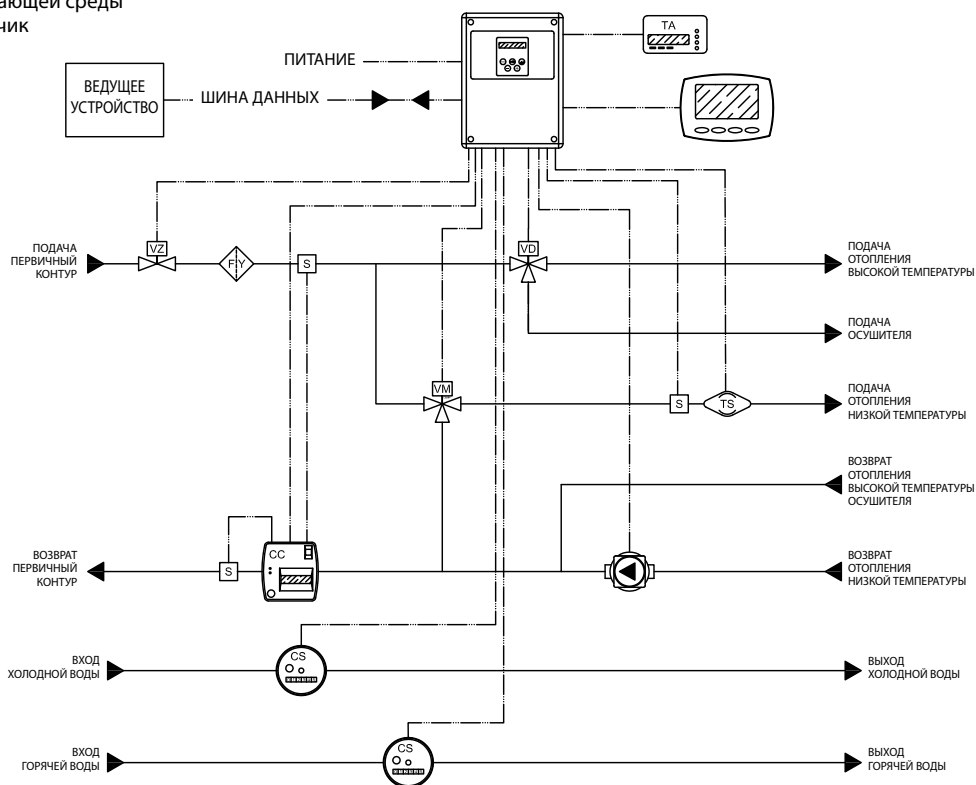 ающей среды
чик
TA
ПИТАНИЕ
ВЕДУЩЕЕ
УСТРОЙСТВО
ШИНА ДАННЫХ
ПОДАЧА
ПЕРВИЧНЫЙ
КОНТУР
VZ
F Y
S
VD
ПОДАЧА
ОТОПЛЕНИЯ
ВЫСОКОЙ ТЕМПЕРАТУРЫ
ПОДАЧА
ОСУШИТЕЛЯ
VM
S
TS
ПОДАЧА
ОТОПЛЕНИЯ
НИЗКОЙ ТЕМПЕРАТУРЫ
ВОЗВРАТ
ОТОПЛЕНИЯ
ВЫСОКОЙ ТЕМПЕРАТУРЫ
ОСУШИТЕЛЯ
ВОЗВРАТ
ПЕРВИЧНЫЙ
КОНТУР
S
CC
ВОЗВРАТ
ОТОПЛЕНИЯ
НИЗКОЙ ТЕМПЕРАТУРЫ
ВХОД
ХОЛОДНОЙ ВОДЫ
CS
ВЫХОД
ХОЛОДНОЙ ВОДЫ
ВХОД
ГОРЯЧЕЙ ВОДЫ
CS
ВЫХОД
ГОРЯЧЕЙ ВОДЫ